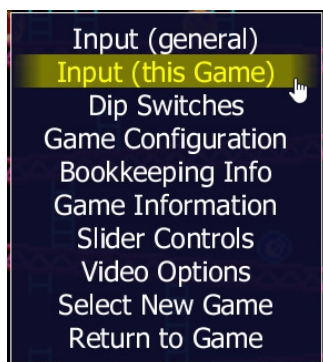 Input (general)
Input (this Game)
Dip Switches
Game Configuration
Bookkeeping Info
Game Information
Slider Controls
Video Options
Select New Game
Return to Game